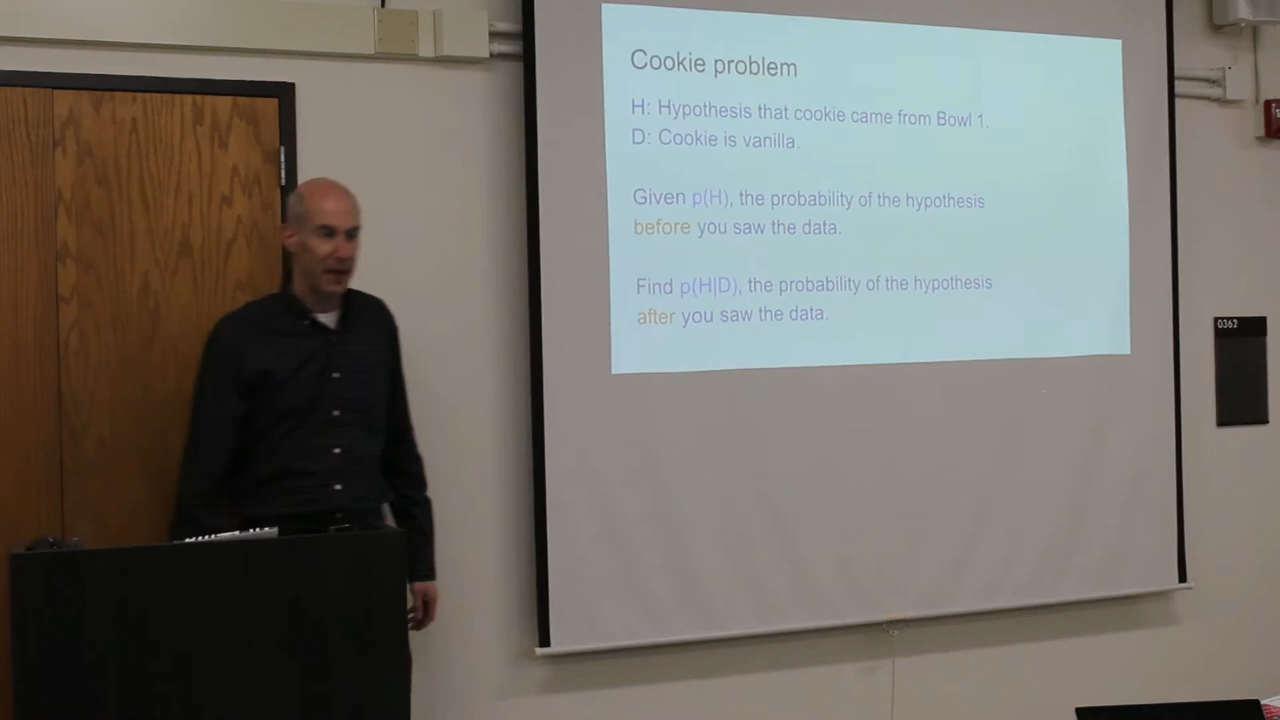 Cookie problem
H: Hypothesis that cookie came from Bowl 1.
D: Cookie is vanilla.
Given p(H), the probability of the hypothesis
before you saw the data.
Find p(H|D), the probability of the hypothesis
after you saw the data.
0362